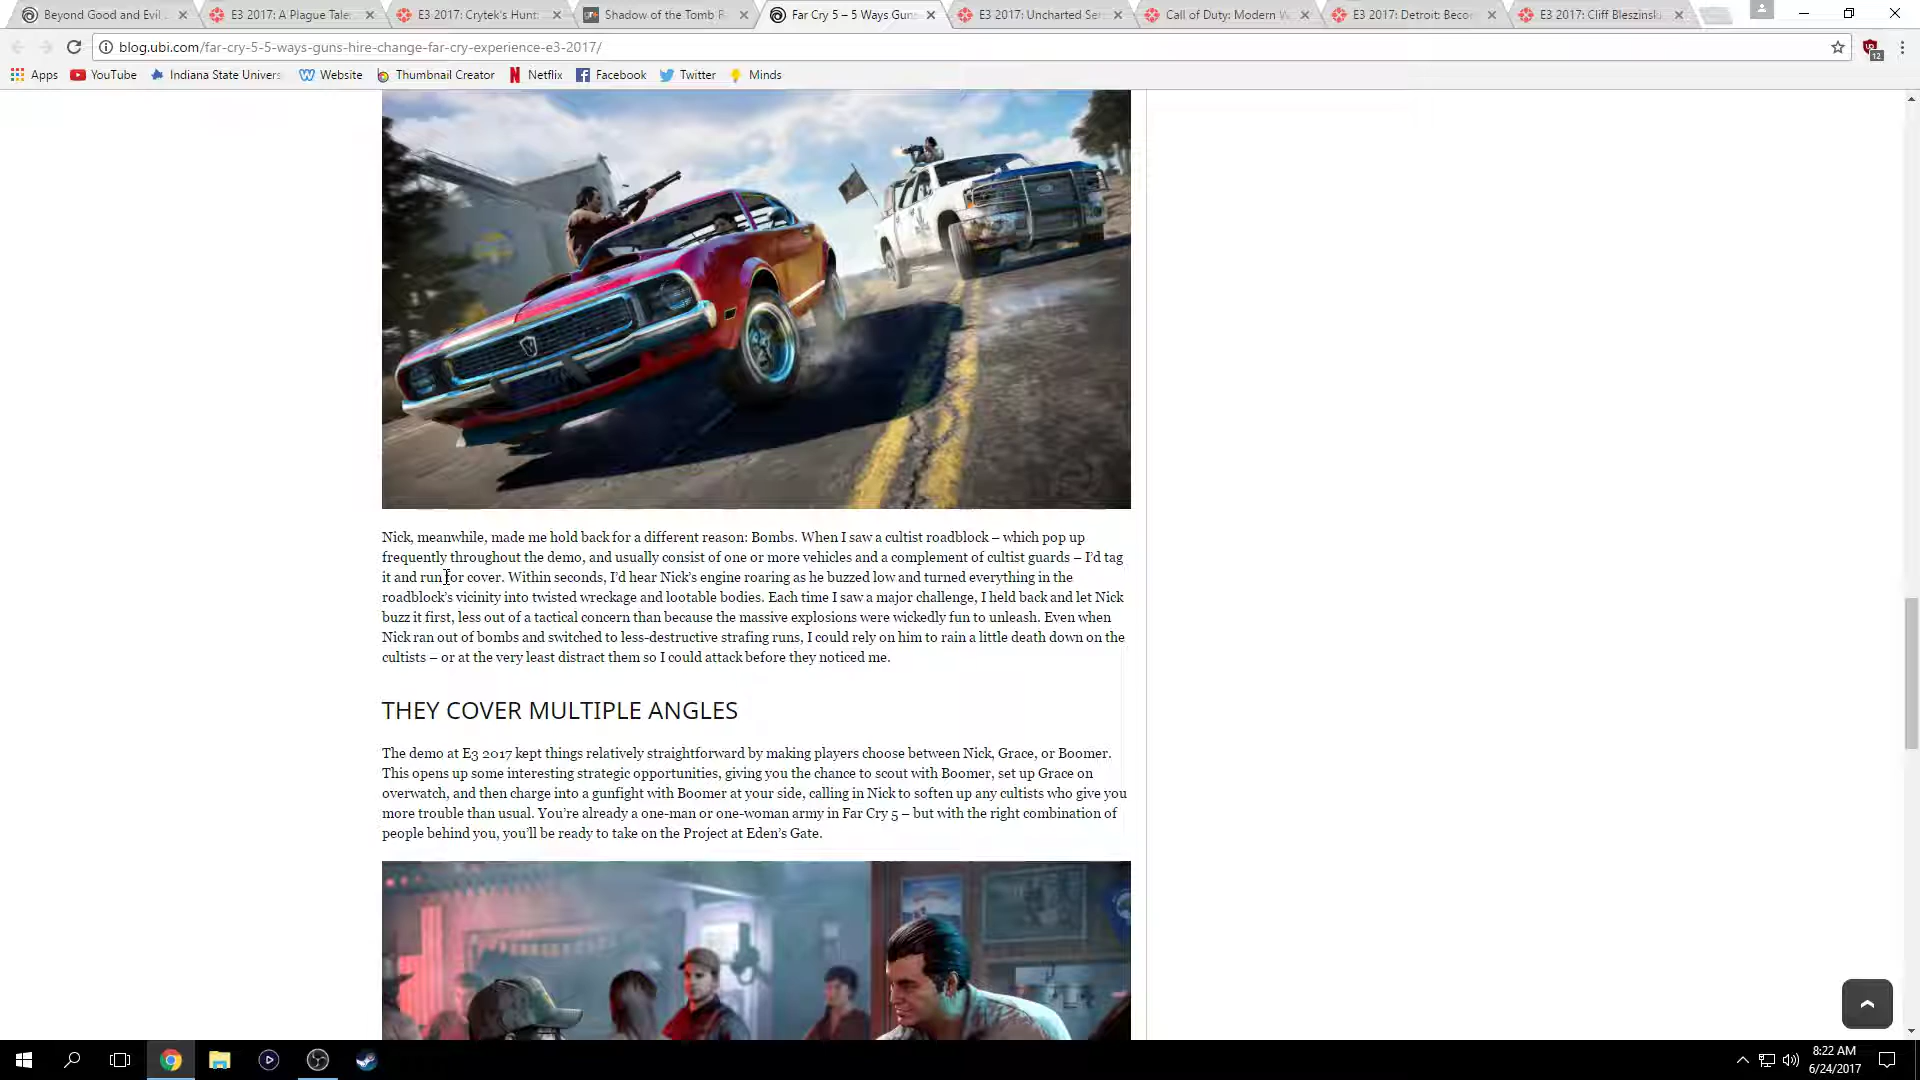 Beyond Good and Evil
E3 2017: A Plague Tale:
E3 2017: Crytek's Hunt:
Shadow of the Tomb R
Far Cry 5 – 5 Ways Guns
E3 2017: Uncharted Ser
Call of Duty: Modern W
E3 2017: Detroit: Beco
E3 2017: Cliff Bleszinski
blog.ubi.com/far-cry-5-5-ways-guns-hire-change-far-cry-experience-e3-2017/
12
Apps
YouTube
Indiana State Univers
Website
Thumbnail Creator
Netflix
Facebook
Twitter
Minds
Nick, meanwhile, made me hold back for a different reason: Bombs. When I saw a cultist roadblock – which pop up
frequently throughout the demo, and usually consist of one or more vehicles and a complement of cultist guards – I'd tag
it and run for cover. Within seconds, I'd hear Nick's engine roaring as he buzzed low and turned everything in the
roadblock's vicinity into twisted wreckage and lootable bodies. Each time I saw a major challenge, I held back and let Nick
buzz it first, less out of a tactical concern than because the massive explosions were wickedly fun to unleash. Even when
Nick ran out of bombs and switched to less-destructive strafing runs, I could rely on him to rain a little death down on the
cultists – or at the very least distract them so I could attack before they noticed me.
THEY COVER MULTIPLE ANGLES
The demo at E3 2017 kept things relatively straightforward by making players choose between Nick, Grace, or Boomer.
This opens up some interesting strategic opportunities, giving you the chance to scout with Boomer, set up Grace on
overwatch, and then charge into a gunfight with Boomer at your side, calling in Nick to soften up any cultists who give you
more trouble than usual. You're already a one-man or one-woman army in Far Cry 5 – but with the right combination of
people behind you, you'll be ready to take on the Project at Eden's Gate.
8:22 AM
6/24/2017